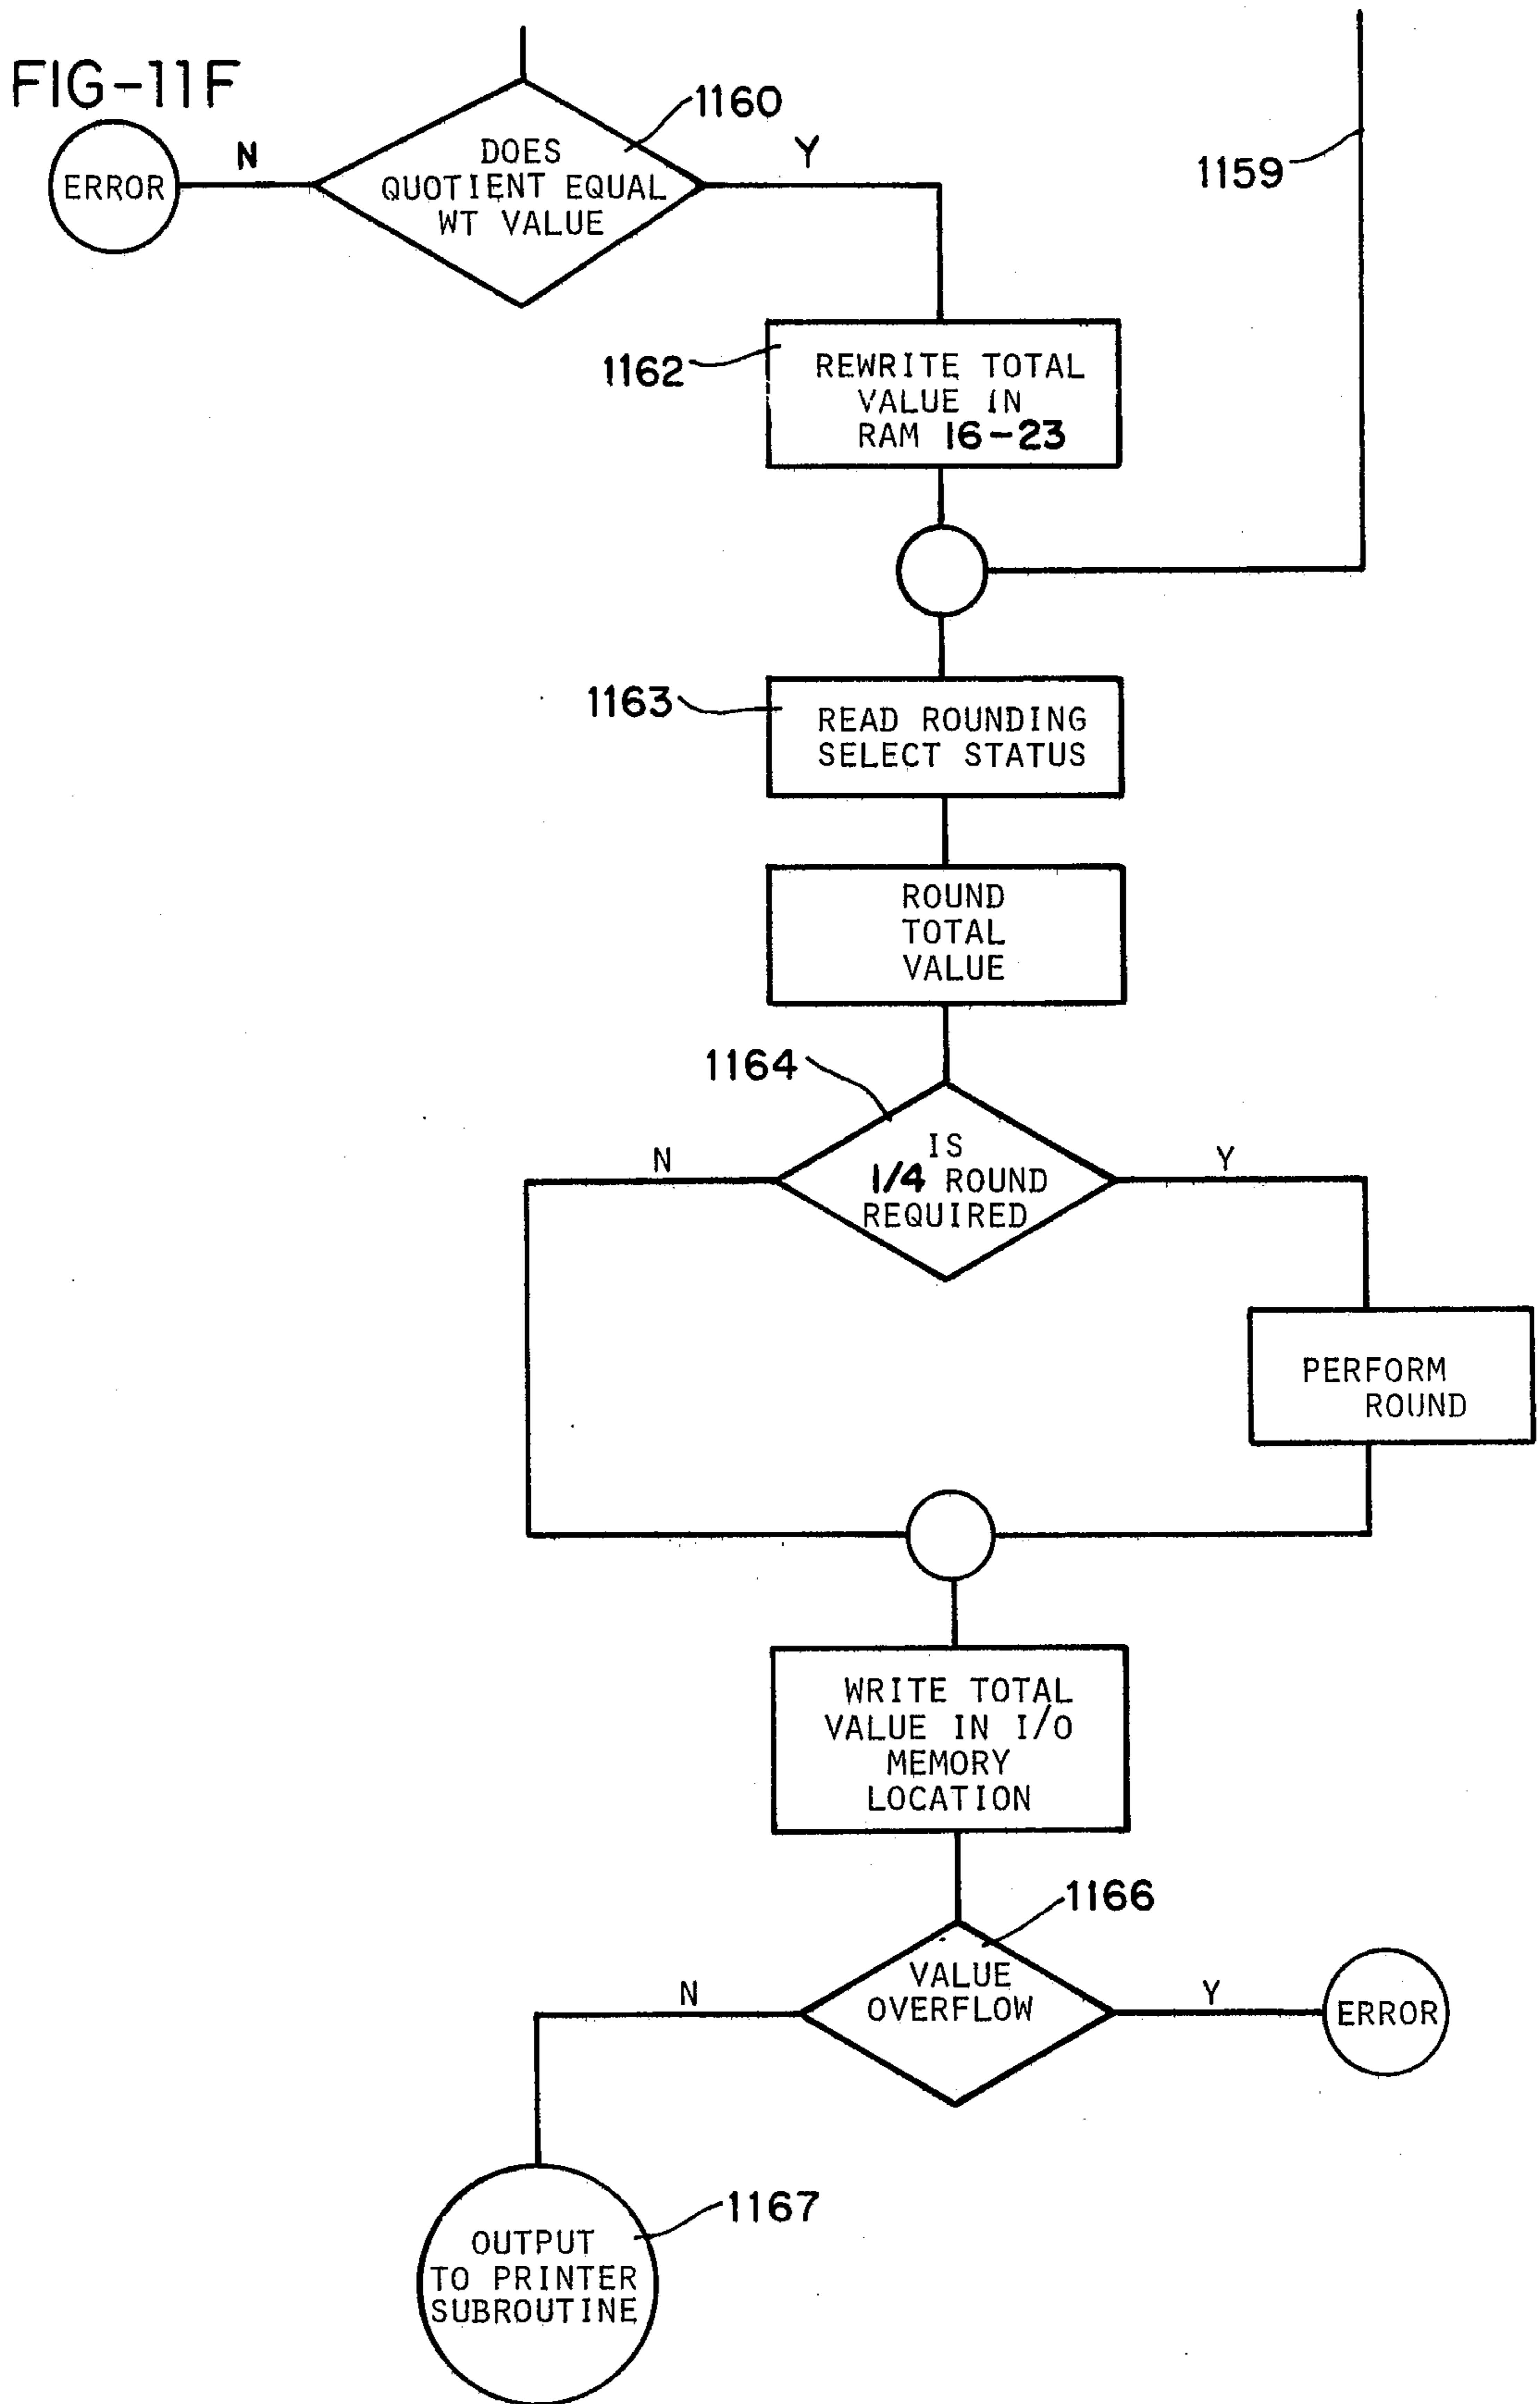 FIG-11F
1160
1159
N
Y
ERROR
DOES
QUOTIENT EQUAL
WT VALUE
1162
REWRITE TOTAL
VALUE IN
RAM 16-23
1163
READ ROUNDING
SELECT STATUS
ROUND
TOTAL
VALUE
1164
N
Y
IS
1/4 ROUND
REQUIRED
PERFORM
ROUND
WRITE TOTAL
VALUE IN I/O
MEMORY
LOCATION
1166
N
Y
VALUE
OVERFLOW
ERROR
1167
OUTPUT
TO PRINTER
SUBROUTINE